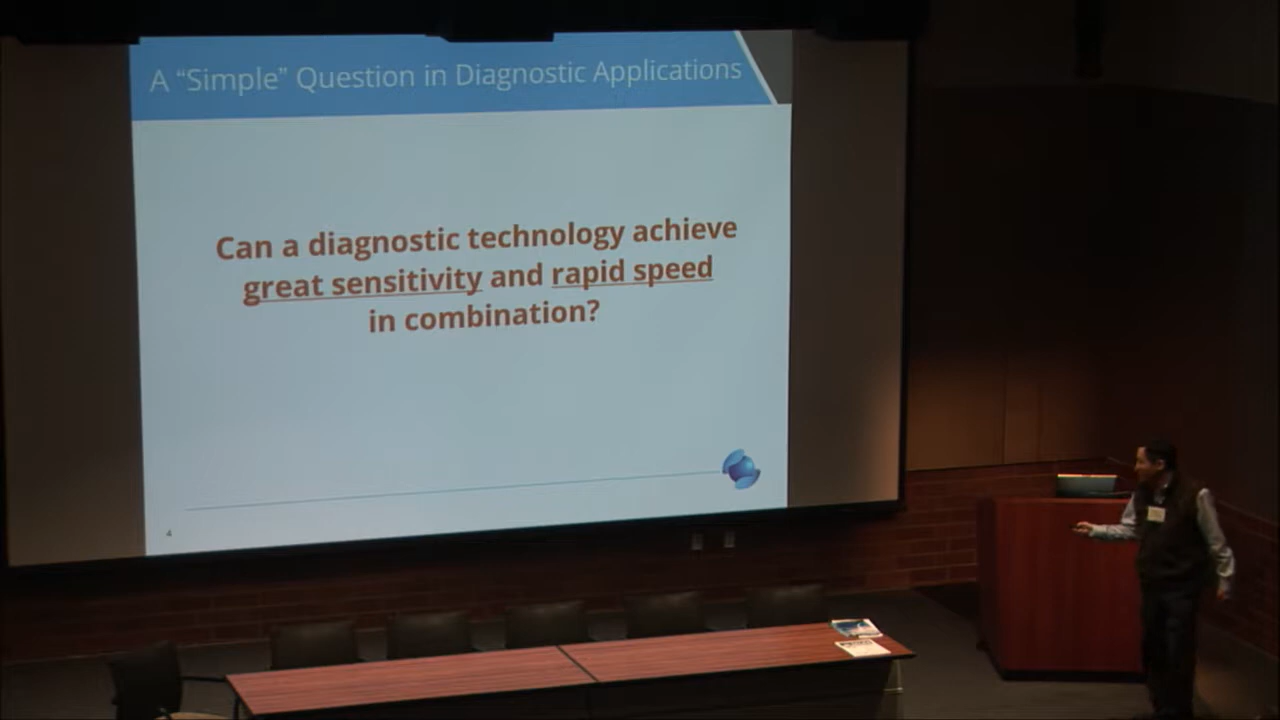 A “Simple” Question in Diagnostic Applications
Can a diagnostic technology achieve
great sensitivity and rapid speed
in combination?
4